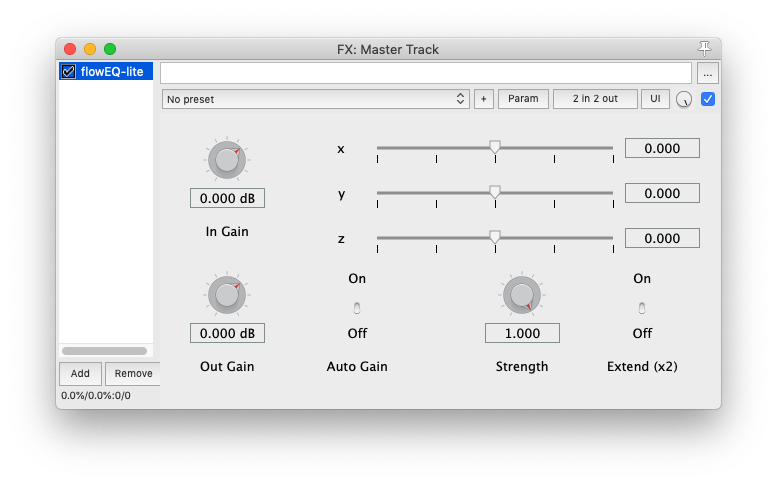 FX: Master Track
flowEQ-lite
...
No preset
+
Param
2 in 2 out
UI
x
0.000
0.000 dB
y
0.000
In Gain
z
0.000
On
On
0.000 dB
Off
1.000
Off
Out Gain
Auto Gain
Strength
Extend (x2)
Add
Remove
0.0%/0.0%:0/0